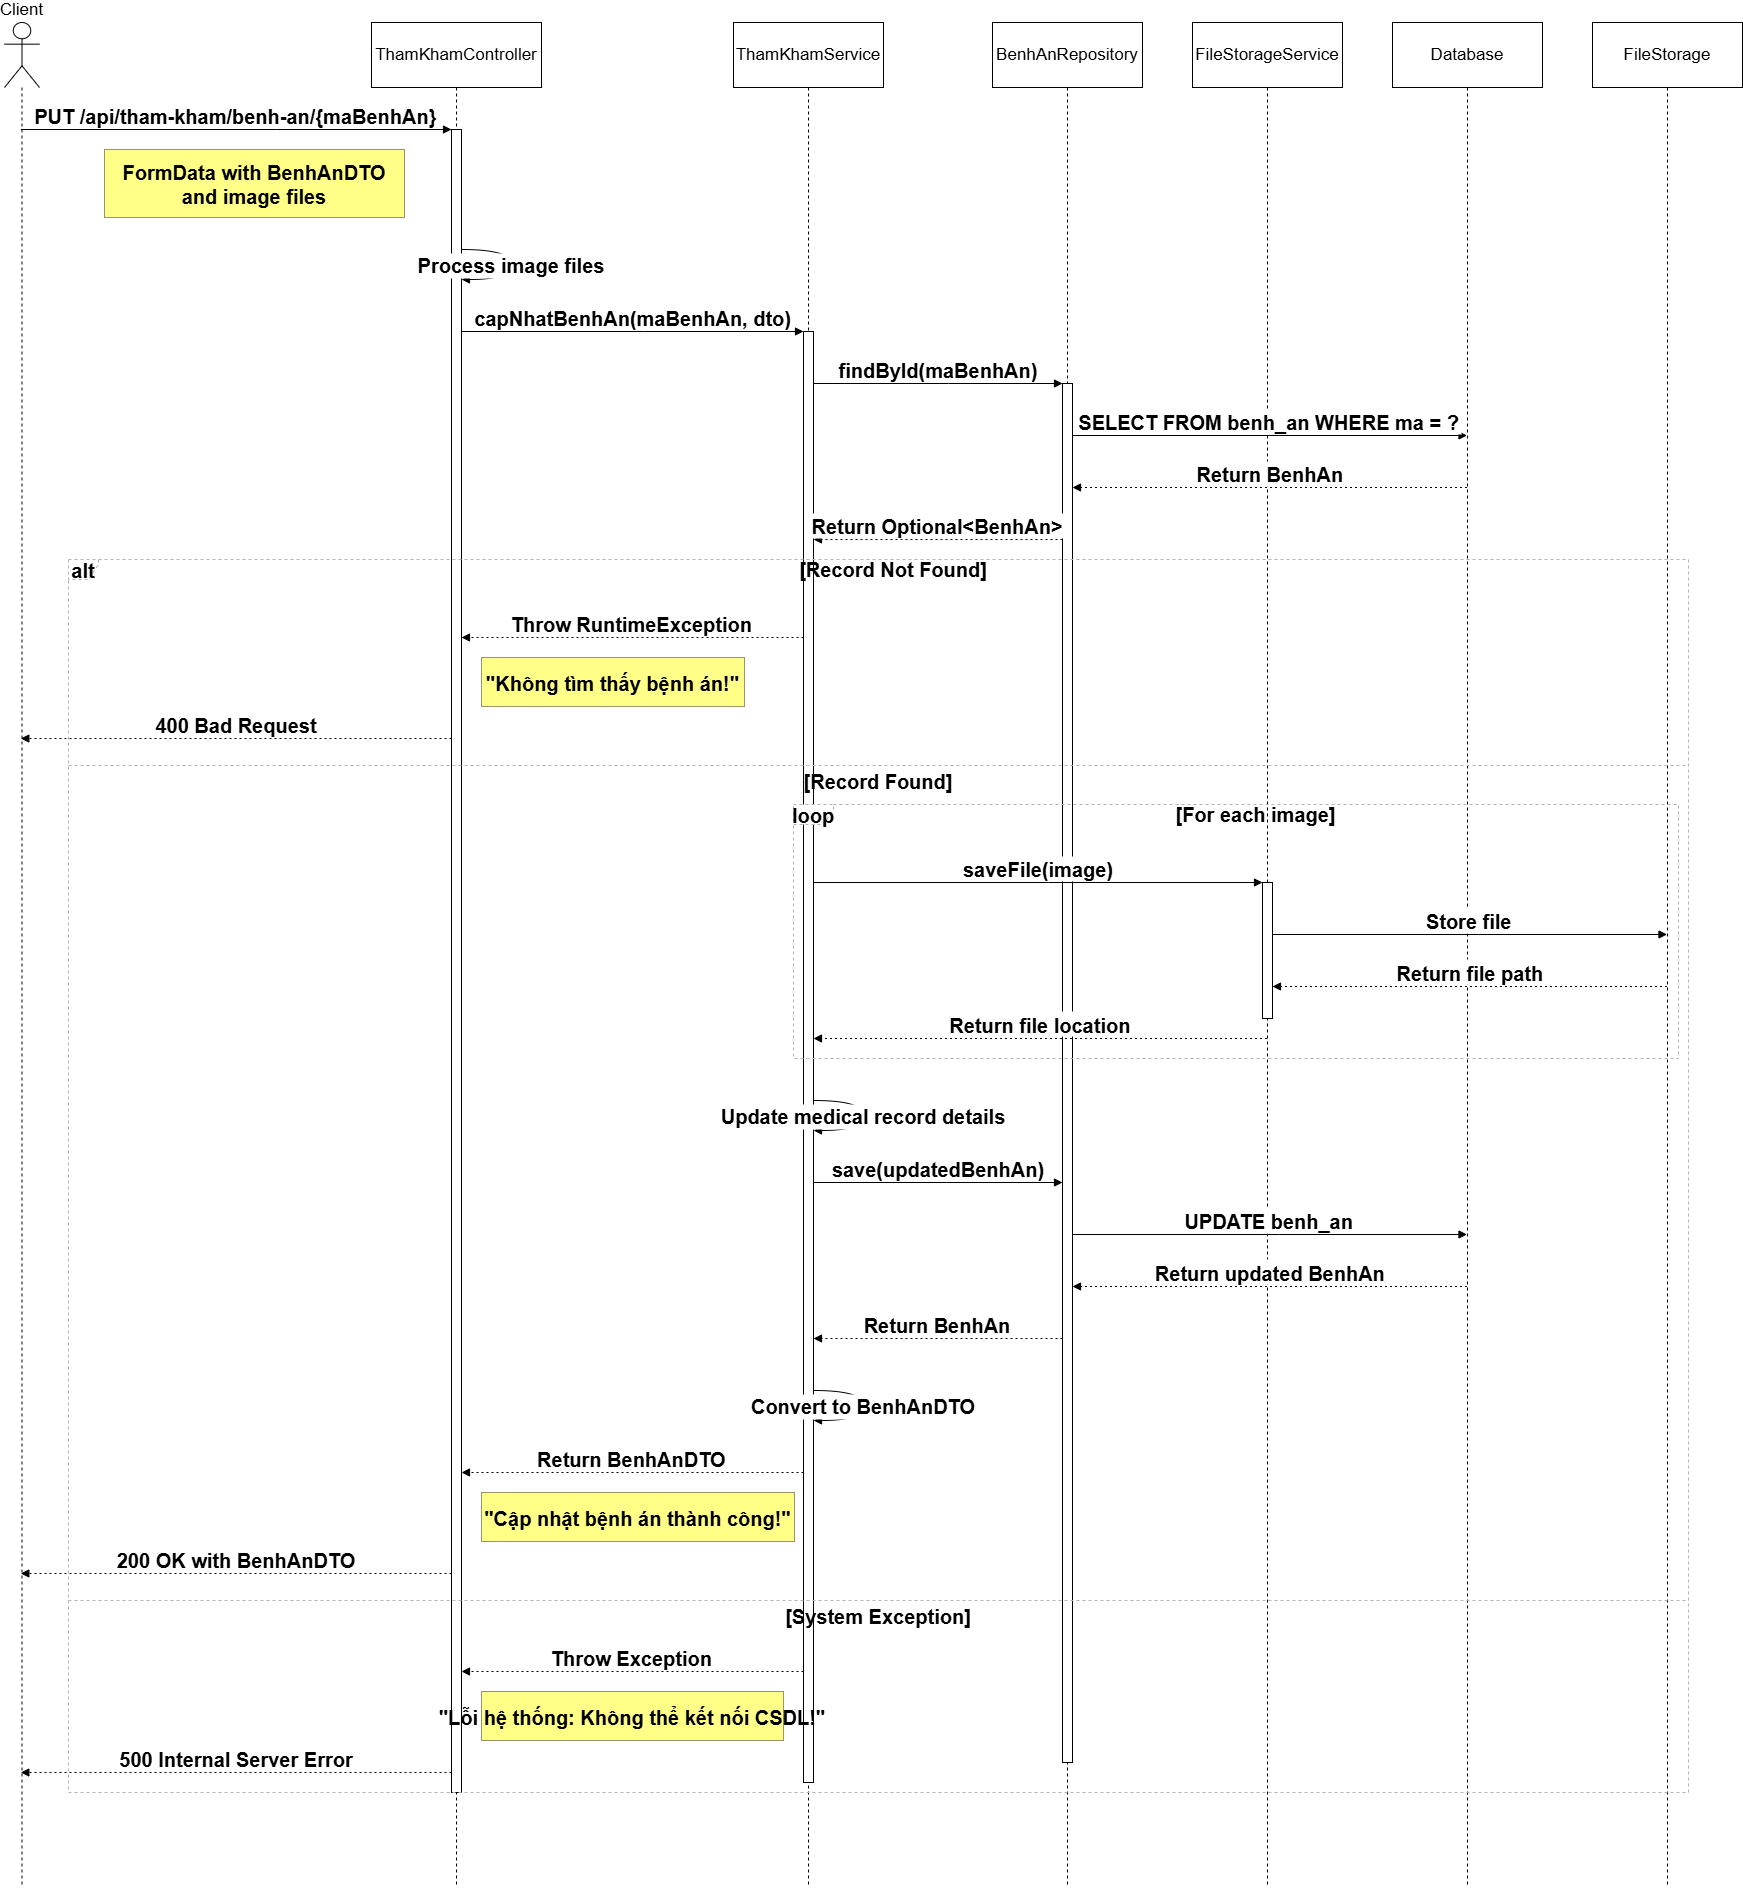 Client
ThamKhamController
ThamKhamService
BenhAnRepository
FileStorageService
Database
FileStorage
PUT /api/tham-kham/benh-an/{maBenhAn}
FormData with BenhAnDTO
and image files
Process image files
capNhatBenhAn(maBenhAn, dto)
findById(maBenhAn)
SELECT FROM benh_an WHERE ma = ?
Return BenhAn
Return Optional<BenhAn>
alt
[Record Not Found]
Throw RuntimeException
"Không tìm thấy bệnh án!"
400 Bad Request
[Record Found]
loop
[For each image]
saveFile(image)
Store file
Return file path
Return file location
Update medical record details
save(updatedBenhAn)
UPDATE benh_an
Return updated BenhAn
Return BenhAn
Convert to BenhAnDTO
Return BenhAnDTO
"Cập nhật bệnh án thành công!"
200 OK with BenhAnDTO
[System Exception]
Throw Exception
"Lỗi hệ thống: Không thể kết nối CSDL!"
500 Internal Server Error